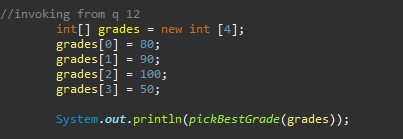 //invoking from q 12
int[] grades = new int [4];
grades[0] = 80;
grades[1] = 90;
grades[2] = 100;
grades[3] = 50;
System.out.println(pickBestGrade(grades));